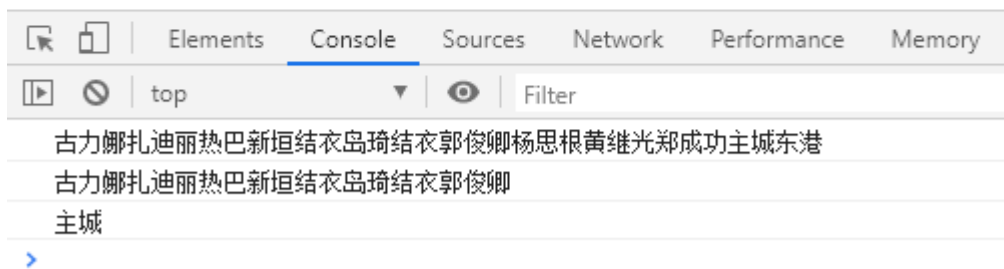 Elements Console Sources Network Performance Memory
top Filter
古力娜扎迪丽热巴新垣结衣岛琦结衣郭俊卿杨思根黄继光郑成功主城东港
古力娜扎迪丽热巴新垣结衣岛琦结衣郭俊卿
主城